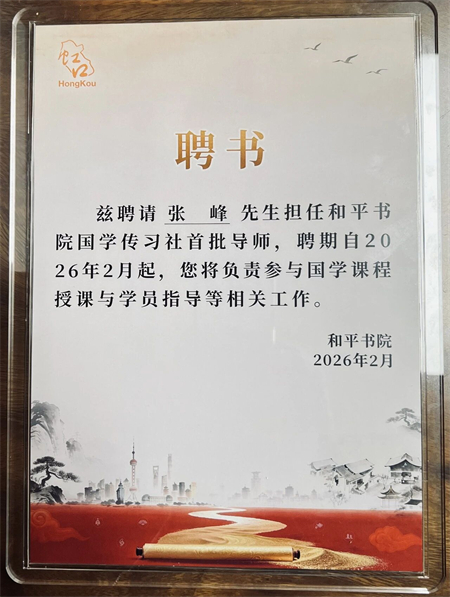 虹口
HongKou
聘书
兹聘请 张 峰 先生担任和平书
院国学传习社首批导师，聘期自20
26年2月起，您将负责参与国学课程
授课与学员指导等相关工作。
和平书院
2026年2月